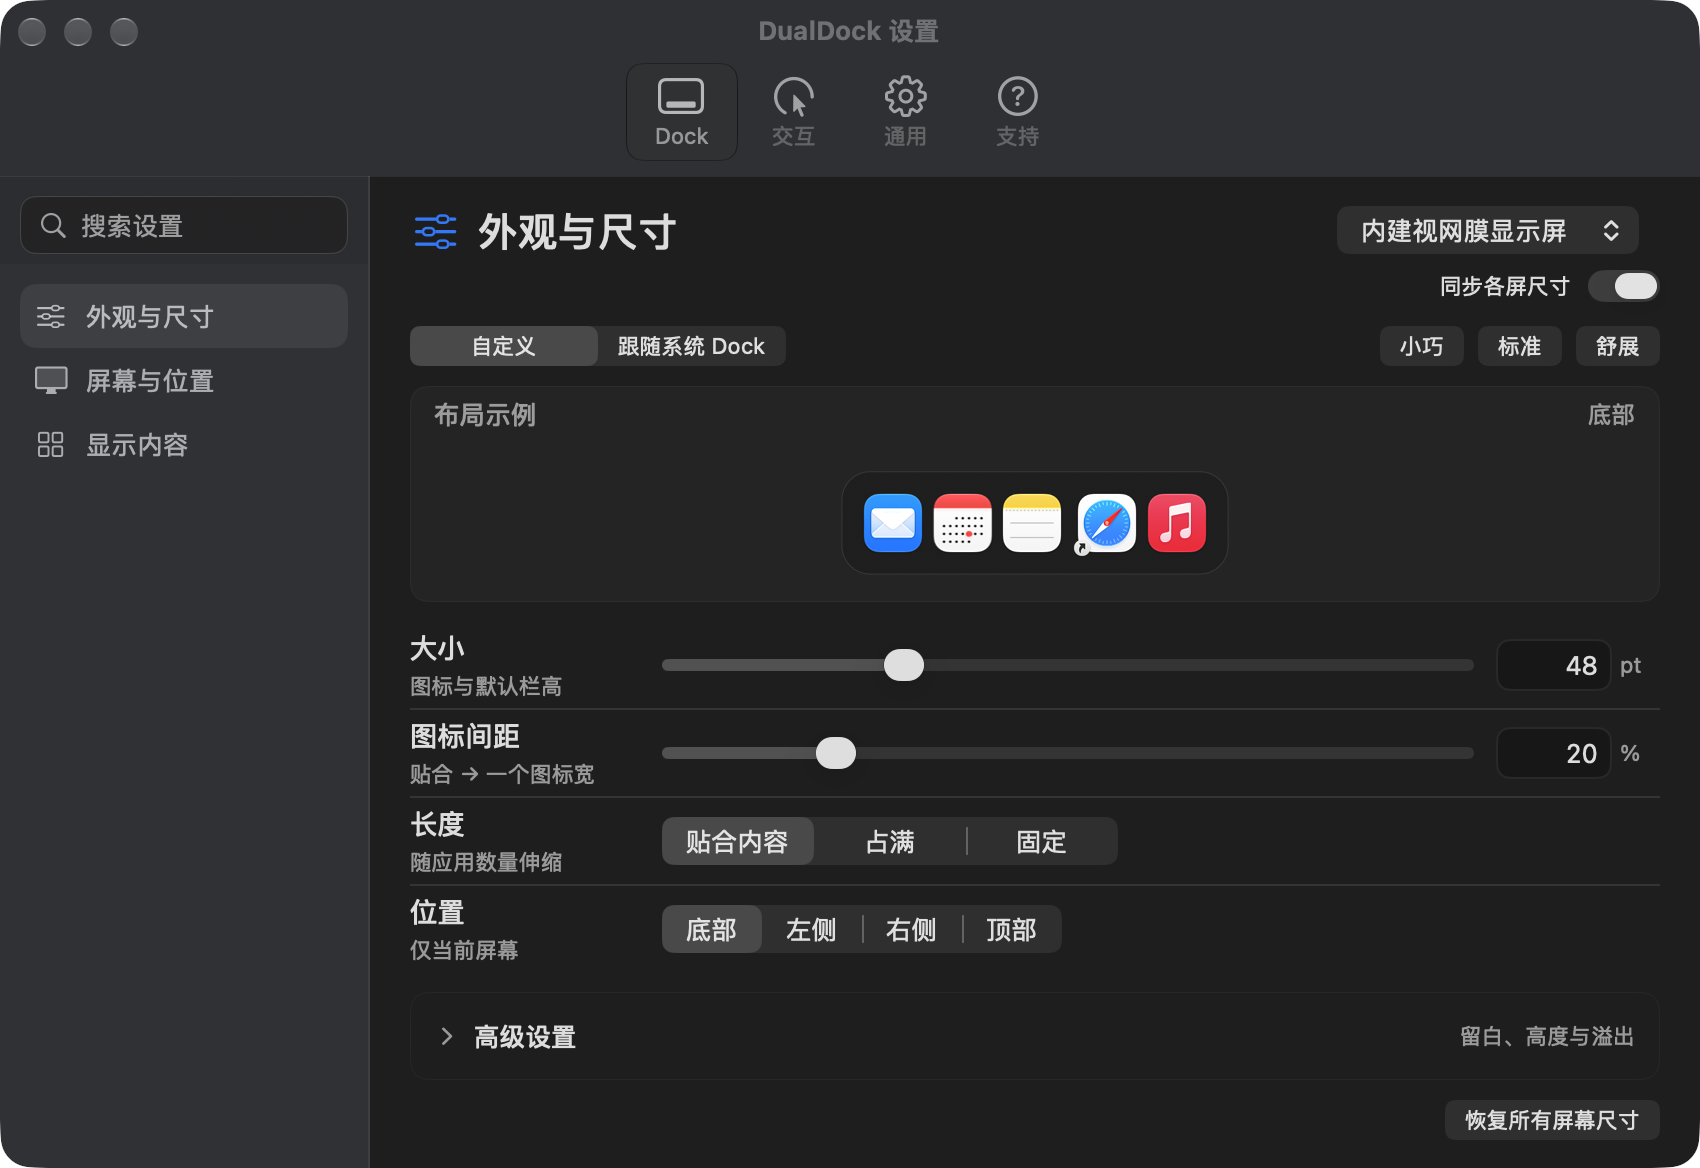 DualDock 设置
Dock
交互
通用
支持
搜索设置
外观与尺寸
屏幕与位置
显示内容
外观与尺寸
内建视网膜显示屏
同步各屏尺寸
自定义
跟随系统 Dock
小巧
标准
舒展
布局示例
底部
大小
图标与默认栏高
48 pt
图标间距
贴合 → 一个图标宽
20 %
长度
随应用数量伸缩
贴合内容
占满
固定
位置
仅当前屏幕
底部
左侧
右侧
顶部
高级设置
留白、高度与溢出
恢复所有屏幕尺寸